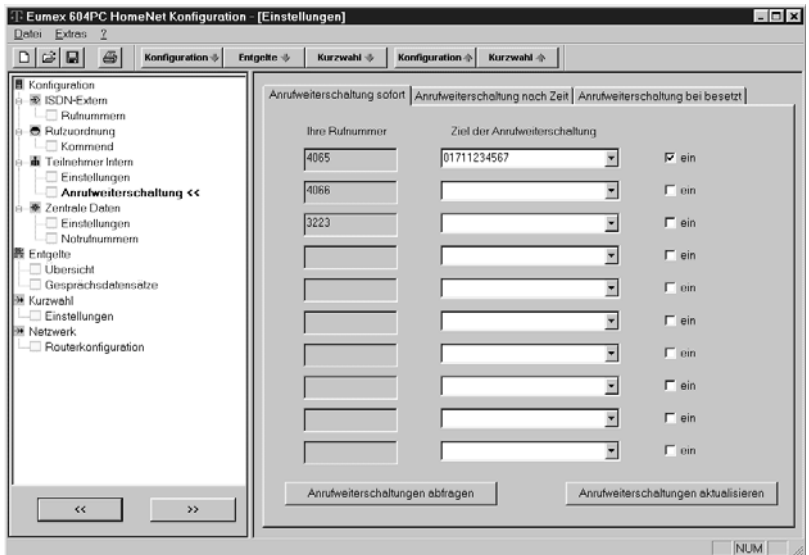 Eumex 604PC HomeNet Konfiguration - [Einstellungen]
Datei Extras ?
Konfiguration Entgelte Kurzwahl Konfiguration Kurzwahl
Konfiguration
ISDN-Extern
Rufnummern
Rufzuordnung
Kommend
Teilnehmer Intern
Einstellungen
Anrufweiterschaltung <<
Zentrale Daten
Einstellungen
Notrufnummern
Entgelte
Übersicht
Gesprächsdatensätze
Kurzwahl
Einstellungen
Netzwerk
Routerkonfiguration
<< >>
Anrufweiterschaltung sofort Anrufweiterschaltung nach Zeit Anrufweiterschaltung bei besetzt
Ihre Rufnummer Ziel der Anrufweiterschaltung
4065 01711234567 ein
4066 ein
3223 ein
ein
ein
ein
ein
ein
ein
ein
Anrufweiterschaltungen abfragen Anrufweiterschaltungen aktualisieren
NUM